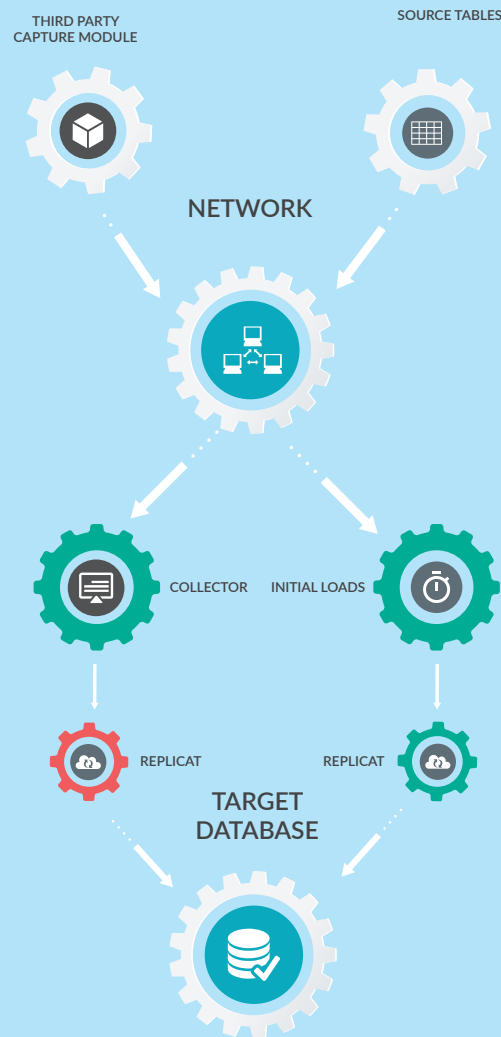 THIRD PARTY
CAPTURE MODULE
SOURCE TABLES
NETWORK
COLLECTOR
INITIAL LOADS
REPLICAT
REPLICAT
TARGET
DATABASE